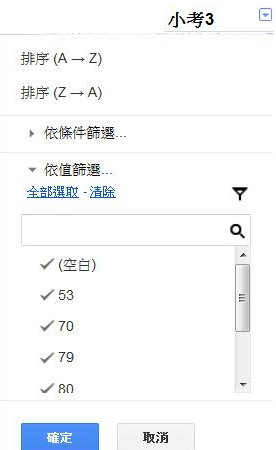 小考3
排序 (A → Z)
排序 (Z → A)
依條件篩選...
依值篩選...
全部選取 - 清除
(空白)
53
70
79
80
確定 取消